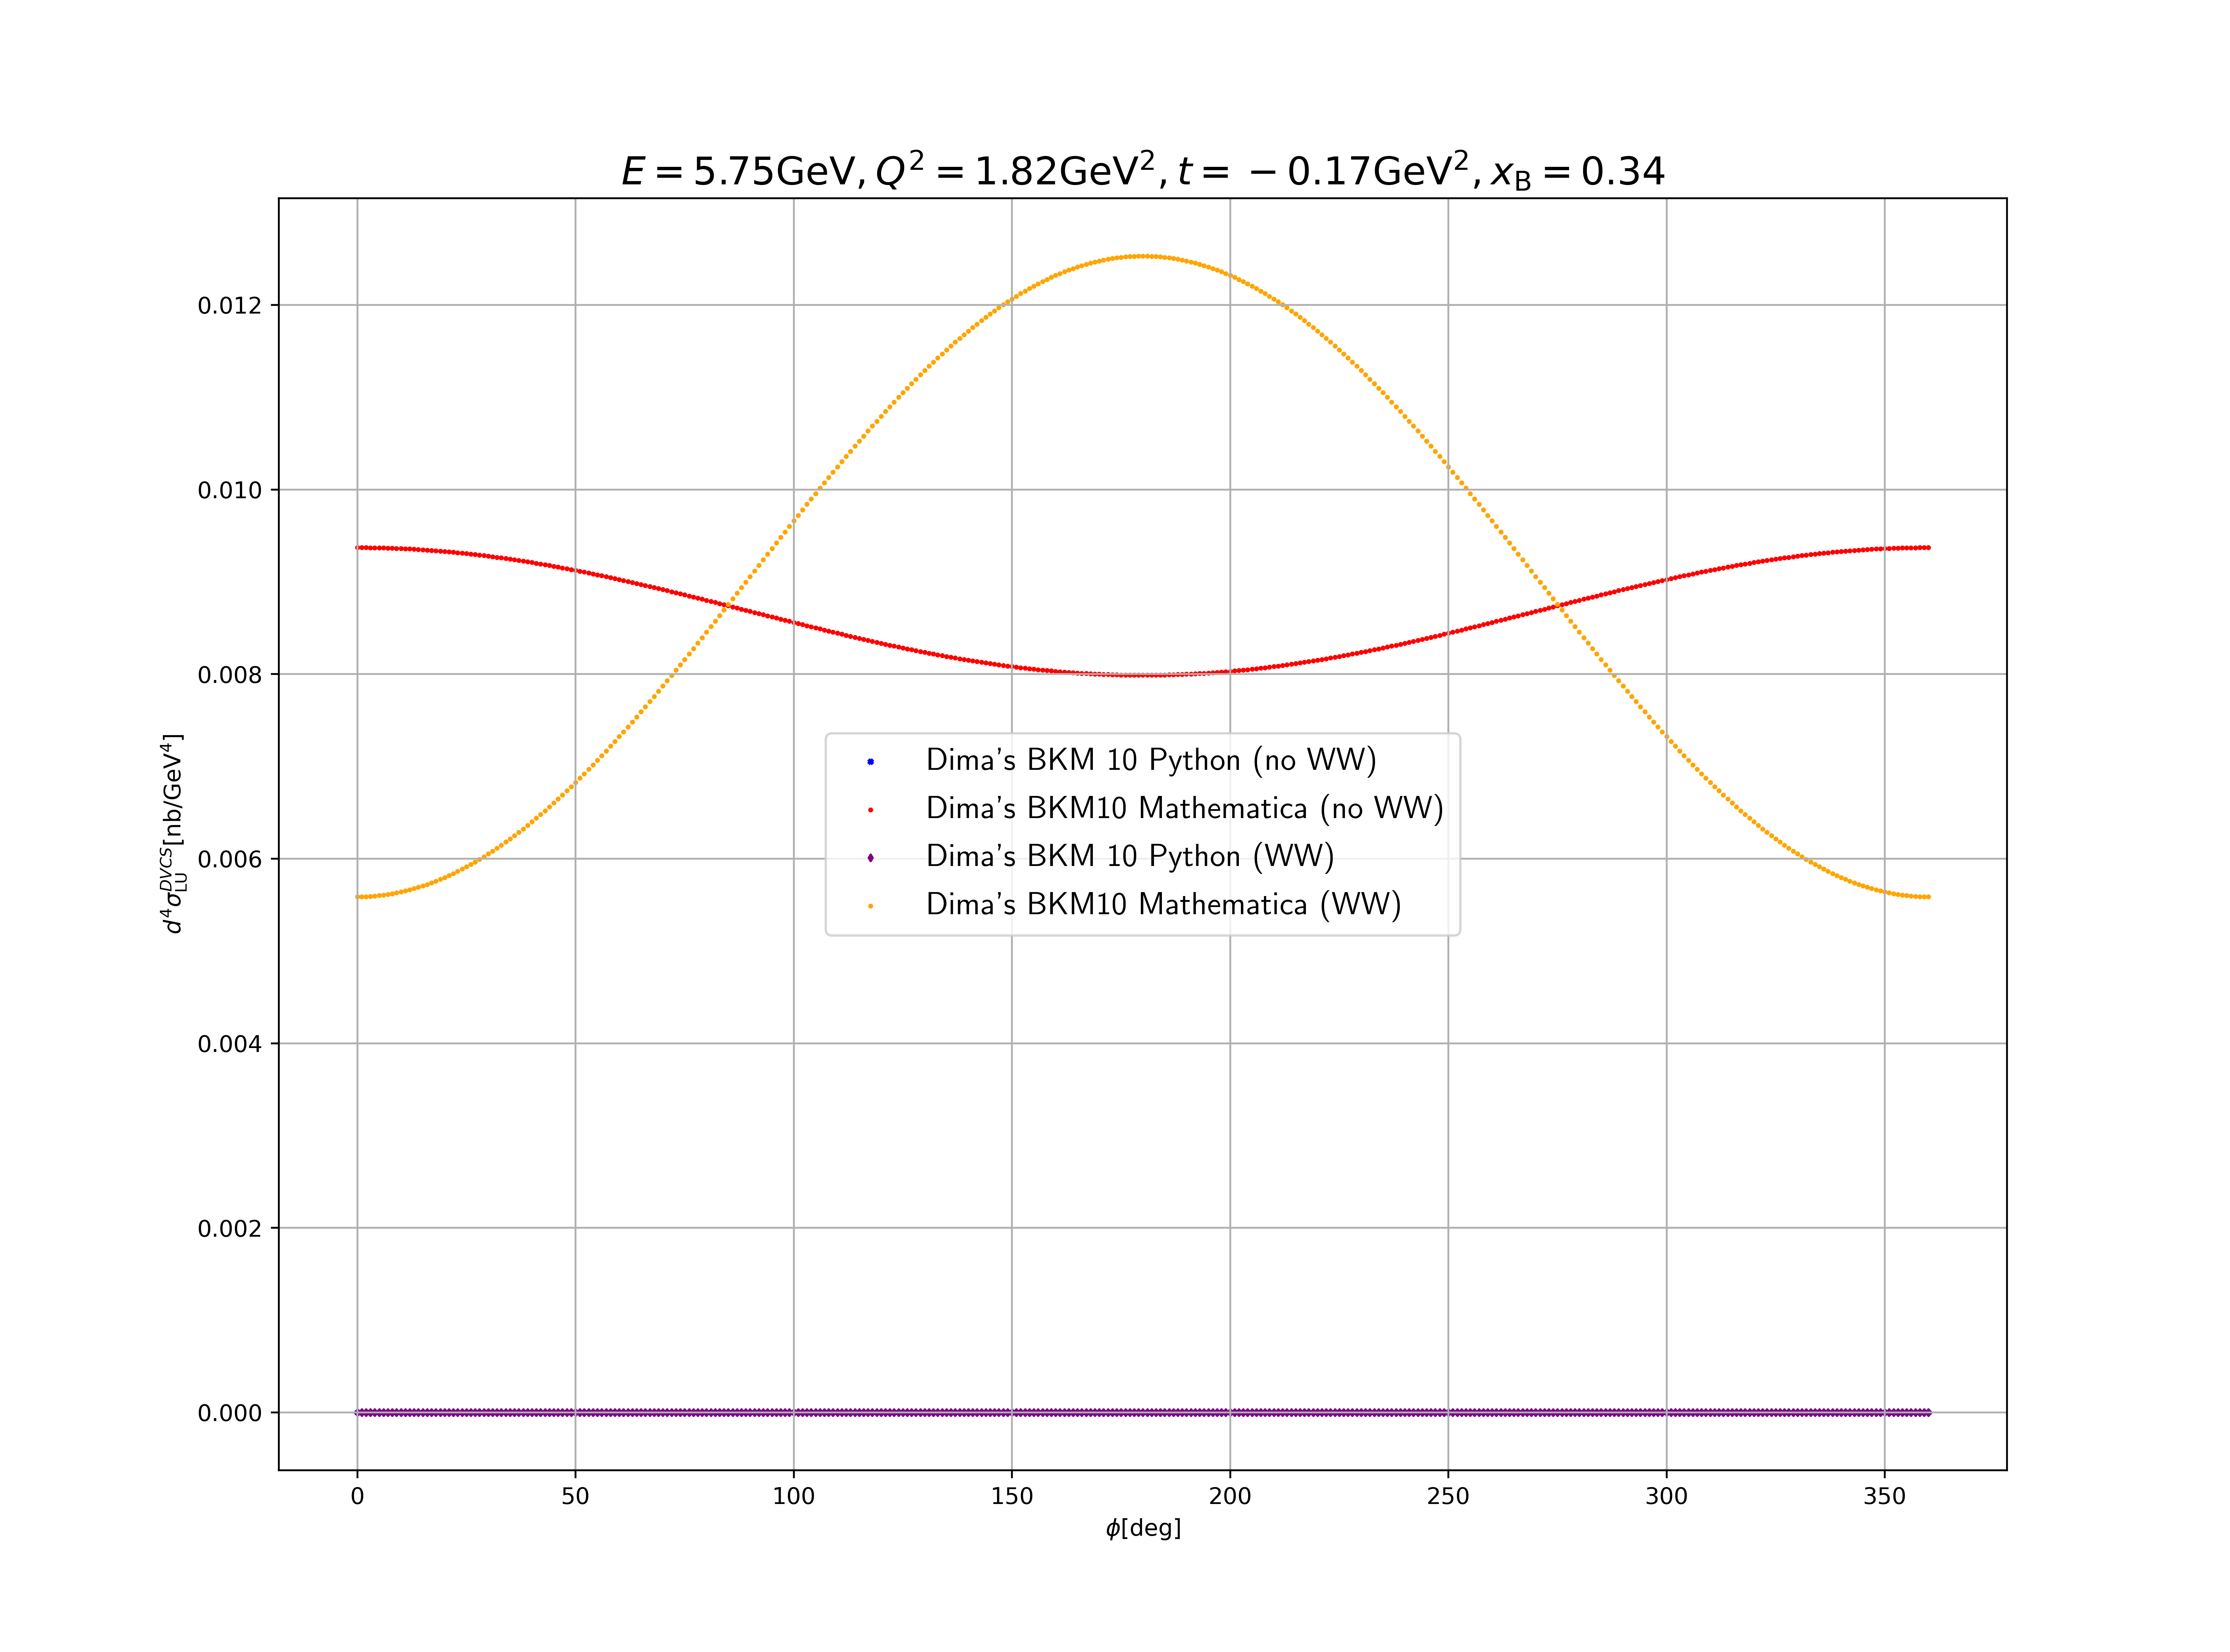 E = 5.75GeV, Q² = 1.82GeV², t = −0.17GeV², x_B = 0.34
d⁴σ_LU^DVCS [nb/GeV⁴]
0.012
0.010
0.008
0.006
0.004
0.002
0.000
Dima's BKM 10 Python (no WW)
Dima's BKM10 Mathematica (no WW)
Dima's BKM 10 Python (WW)
Dima's BKM10 Mathematica (WW)
0 50 100 150 200 250 300 350
ϕ[deg]